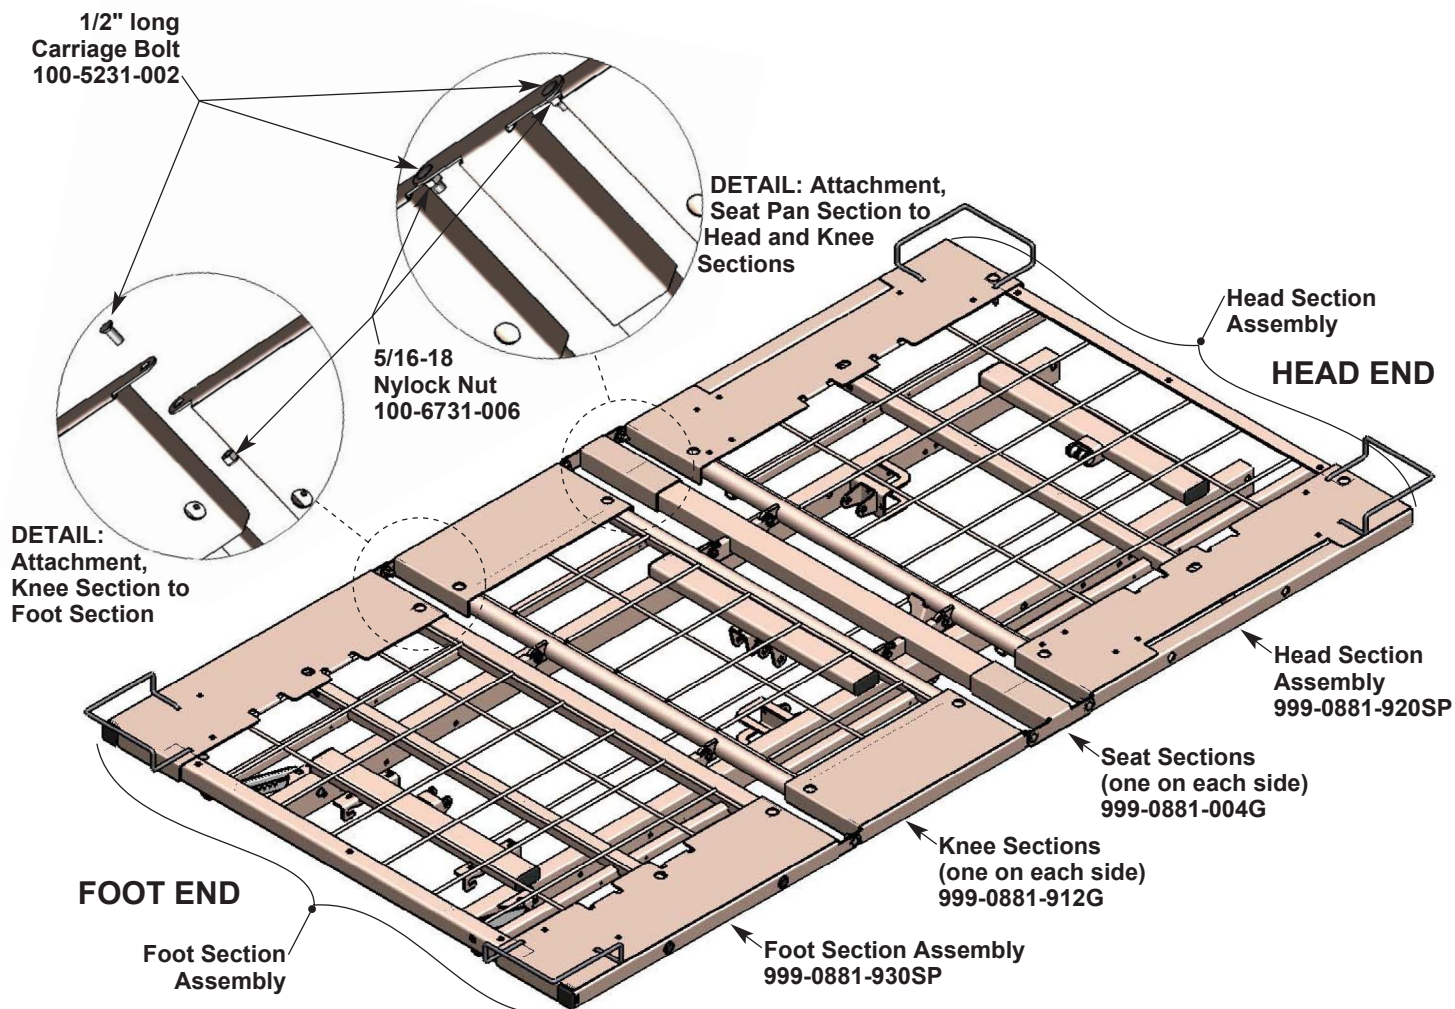 1/2" long
Carriage Bolt
100-5231-002
DETAIL: Attachment,
Seat Pan Section to
Head and Knee
Sections
Head Section
Assembly
HEAD END
5/16-18
Nylock Nut
100-6731-006
DETAIL:
Attachment,
Knee Section to
Foot Section
Head Section
Assembly
999-0881-920SP
Seat Sections
(one on each side)
999-0881-004G
Knee Sections
(one on each side)
999-0881-912G
FOOT END
Foot Section
Assembly
Foot Section Assembly
999-0881-930SP